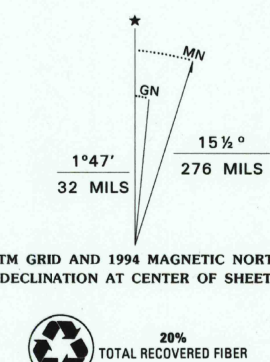 ★
MN
GN
1°47′
32 MILS
15½°
276 MILS
TM GRID AND 1994 MAGNETIC NORT
DECLINATION AT CENTER OF SHEET
20%
TOTAL RECOVERED FIBER